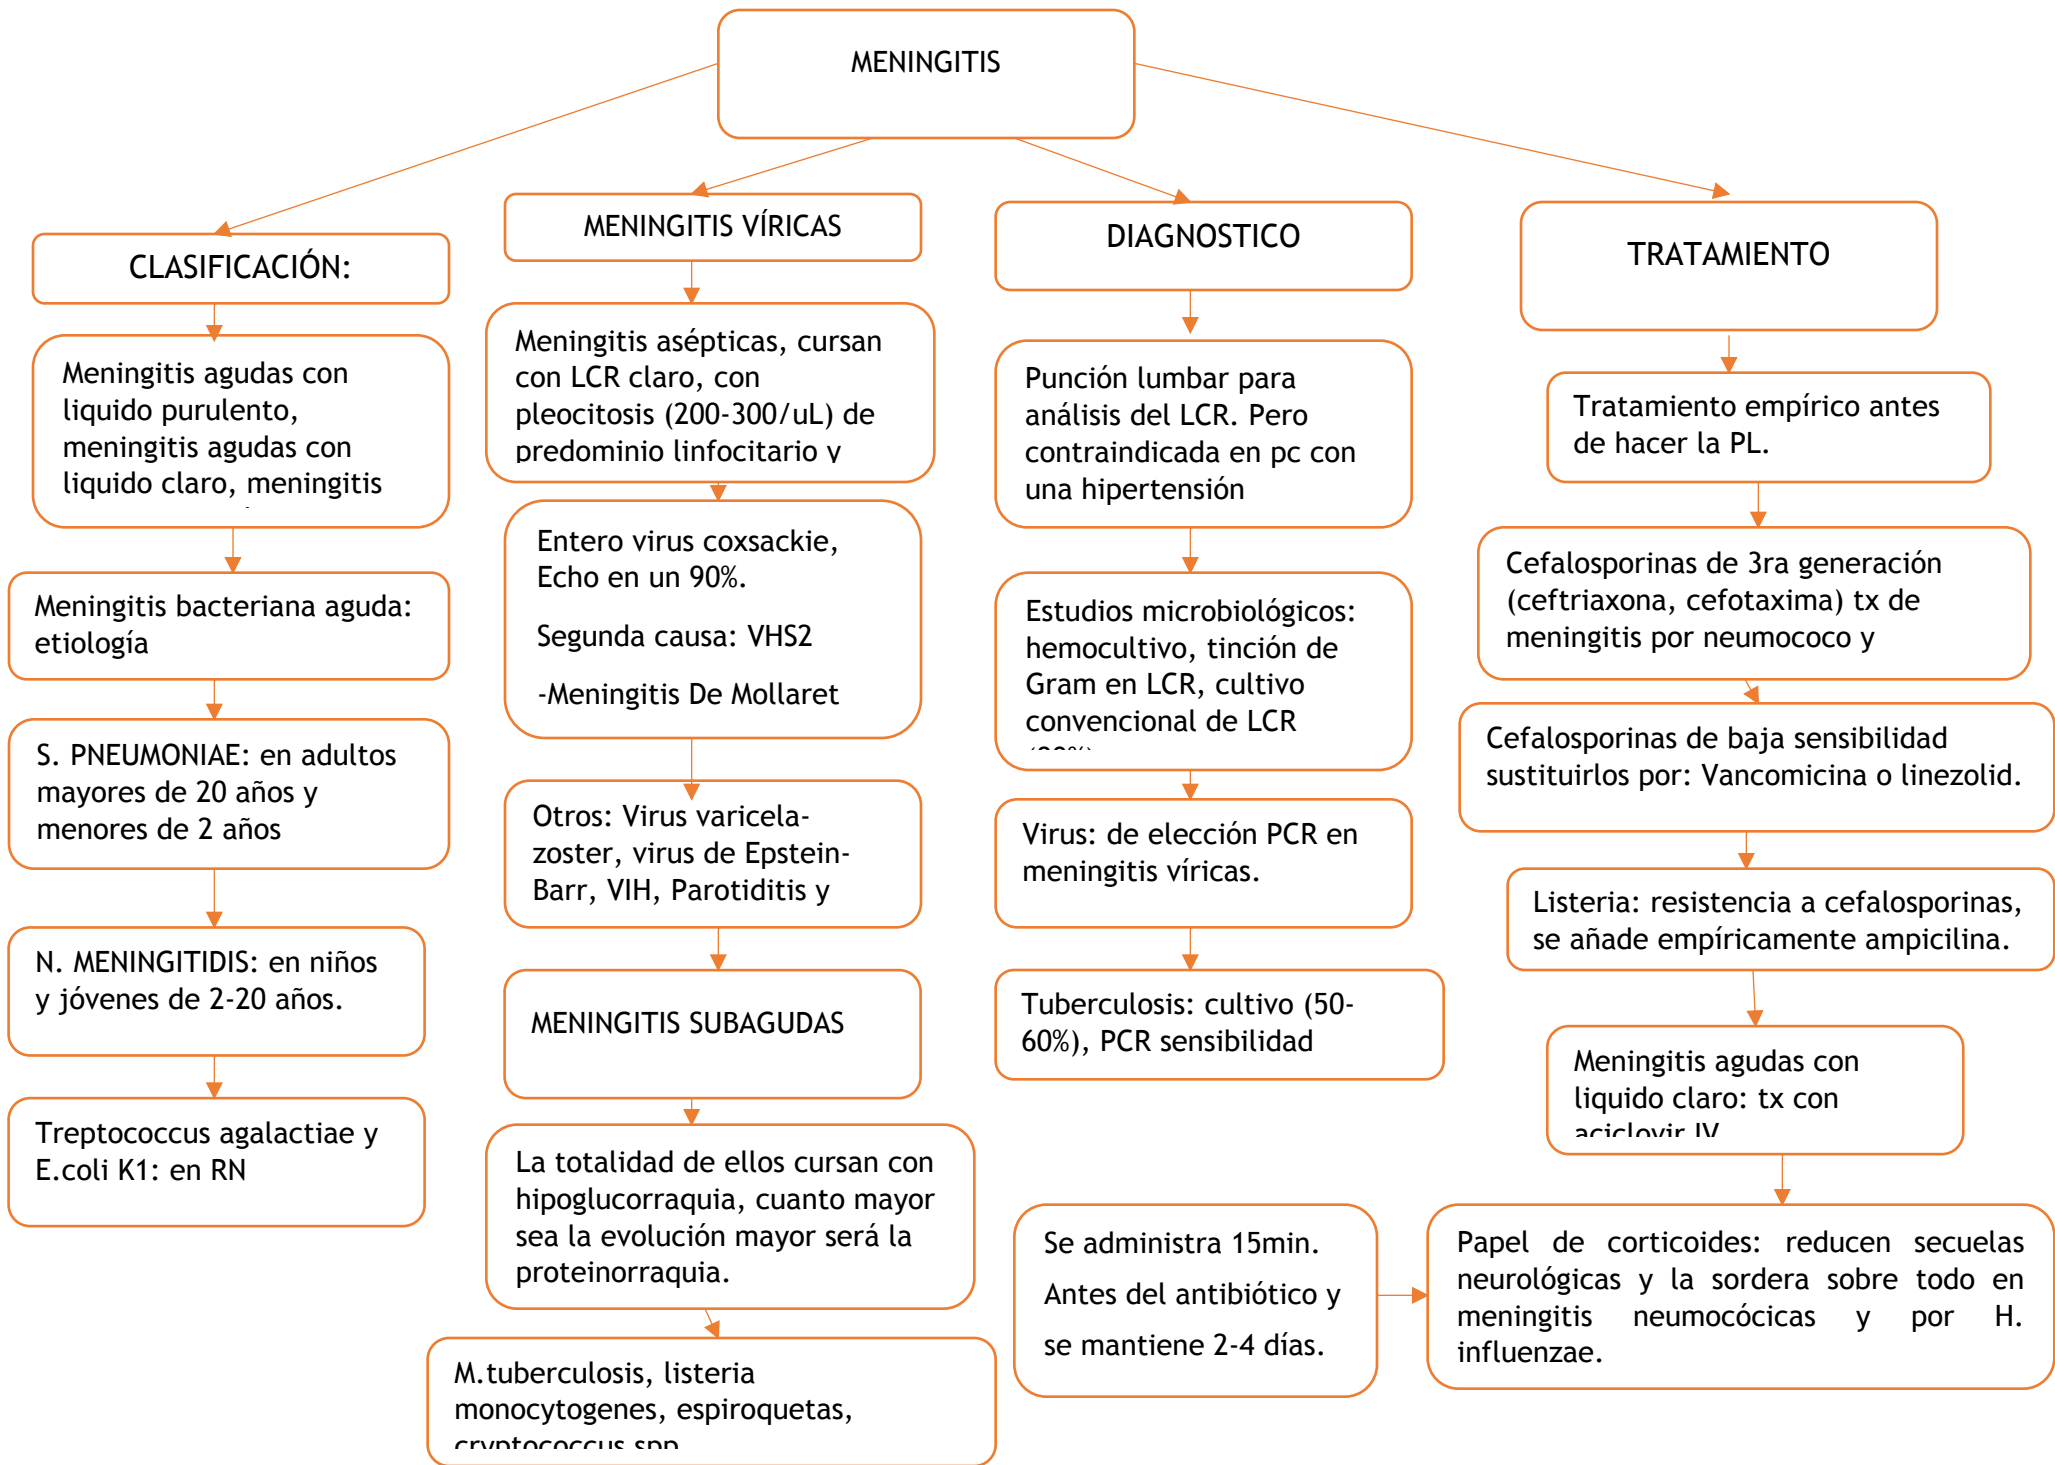 MENINGITIS
CLASIFICACIÓN:
Meningitis agudas con
liquido purulento,
meningitis agudas con
liquido claro, meningitis
Meningitis bacteriana aguda:
etiología
S. PNEUMONIAE: en adultos
mayores de 20 años y
menores de 2 años
N. MENINGITIDIS: en niños
y jóvenes de 2-20 años.
Treptococcus agalactiae y
E.coli K1: en RN
MENINGITIS VÍRICAS
Meningitis asépticas, cursan
con LCR claro, con
pleocitosis (200-300/uL) de
predominio linfocitario y
Entero virus coxsackie,
Echo en un 90%.
Segunda causa: VHS2
-Meningitis De Mollaret
Otros: Virus varicela-
zoster, virus de Epstein-
Barr, VIH, Parotiditis y
MENINGITIS SUBAGUDAS
La totalidad de ellos cursan con
hipoglucorraquia, cuanto mayor
sea la evolución mayor será la
proteinorraquia.
M.tuberculosis, listeria
monocytogenes, espiroquetas,
cryptococcus spp
DIAGNOSTICO
Punción lumbar para
análisis del LCR. Pero
contraindicada en pc con
una hipertensión
Estudios microbiológicos:
hemocultivo, tinción de
Gram en LCR, cultivo
convencional de LCR
Virus: de elección PCR en
meningitis víricas.
Tuberculosis: cultivo (50-
60%), PCR sensibilidad
TRATAMIENTO
Tratamiento empírico antes
de hacer la PL.
Cefalosporinas de 3ra generación
(ceftriaxona, cefotaxima) tx de
meningitis por neumococo y
Cefalosporinas de baja sensibilidad
sustituirlos por: Vancomicina o linezolid.
Listeria: resistencia a cefalosporinas,
se añade empíricamente ampicilina.
Meningitis agudas con
liquido claro: tx con
aciclovir IV
Se administra 15min.
Antes del antibiótico y
se mantiene 2-4 días.
Papel de corticoides: reducen secuelas
neurológicas y la sordera sobre todo en
meningitis neumocócicas y por H.
influenzae.